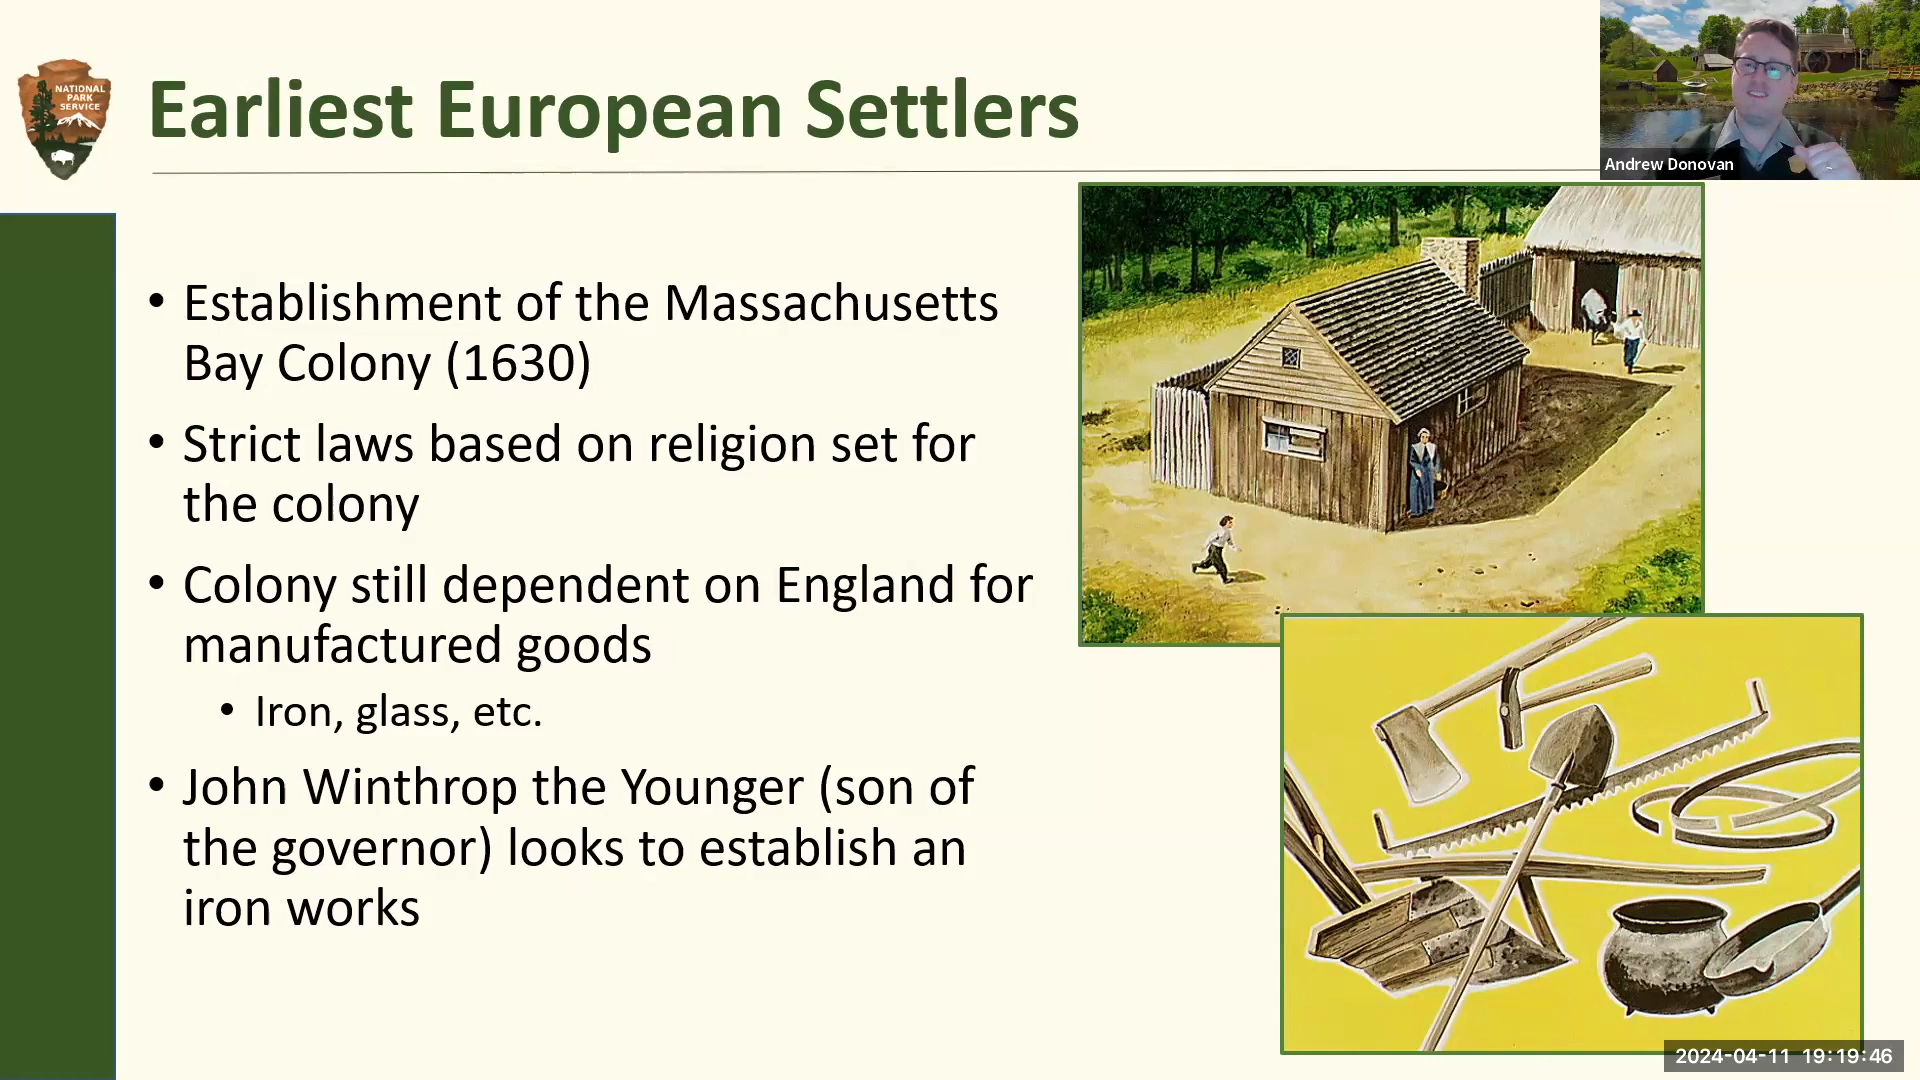 NATIONAL
PARK
SERVICE
Earliest European Settlers
Andrew Donovan
• Establishment of the Massachusetts
Bay Colony (1630)
• Strict laws based on religion set for
the colony
• Colony still dependent on England for
manufactured goods
• Iron, glass, etc.
• John Winthrop the Younger (son of
the governor) looks to establish an
iron works
2024-04-11 19:19:46